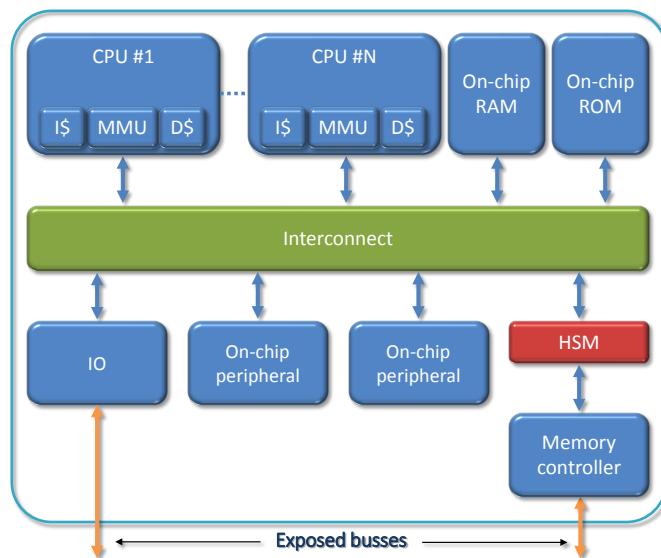 CPU #1
CPU #N
On-chip
RAM
On-chip
ROM
I$ MMU D$
I$ MMU D$
Interconnect
IO
On-chip
peripheral
On-chip
peripheral
HSM
Memory
controller
Exposed busses